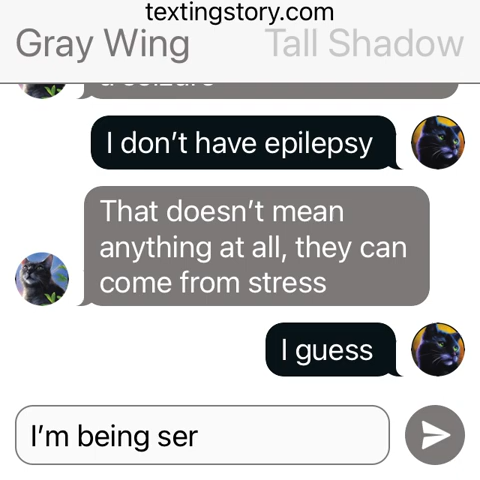 textingstory.com
Gray Wing Tall Shadow
a seizure
I don’t have epilepsy
That doesn’t mean
anything at all, they can
come from stress
I guess
I’m being ser